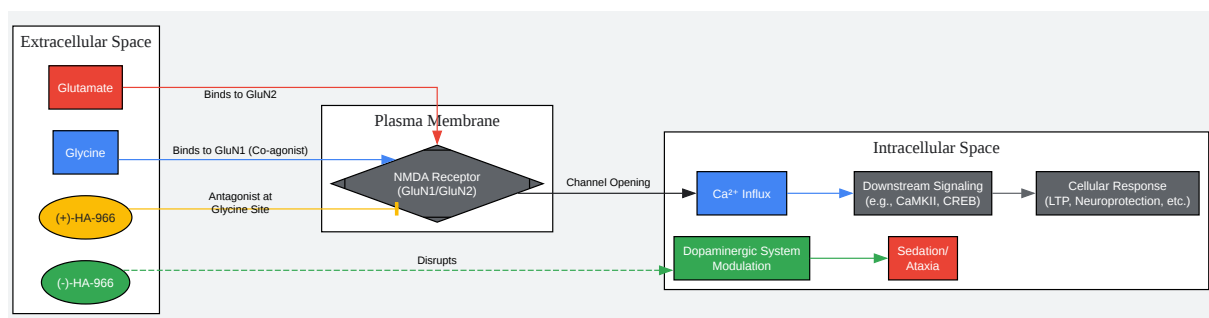 Extracellular Space
Glutamate
Binds to GluN2
Plasma Membrane
Glycine
Binds to GluN1 (Co-agonist)
NMDA Receptor
(GluN1/GluN2)
(+)-HA-966
Antagonist at
Glycine Site
(-)-HA-966
Disrupts
Channel Opening
Intracellular Space
Ca²⁺ Influx
Downstream Signaling
(e.g., CaMKII, CREB)
Cellular Response
(LTP, Neuroprotection, etc.)
Dopaminergic System
Modulation
Sedation/
Ataxia